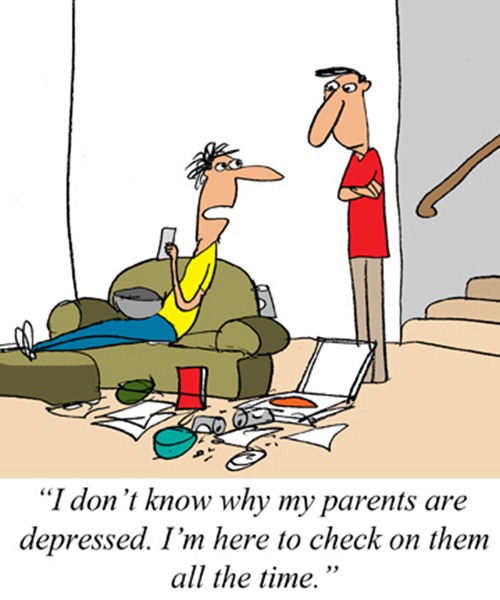 “I don’t know why my parents are
depressed. I’m here to check on them
all the time.”